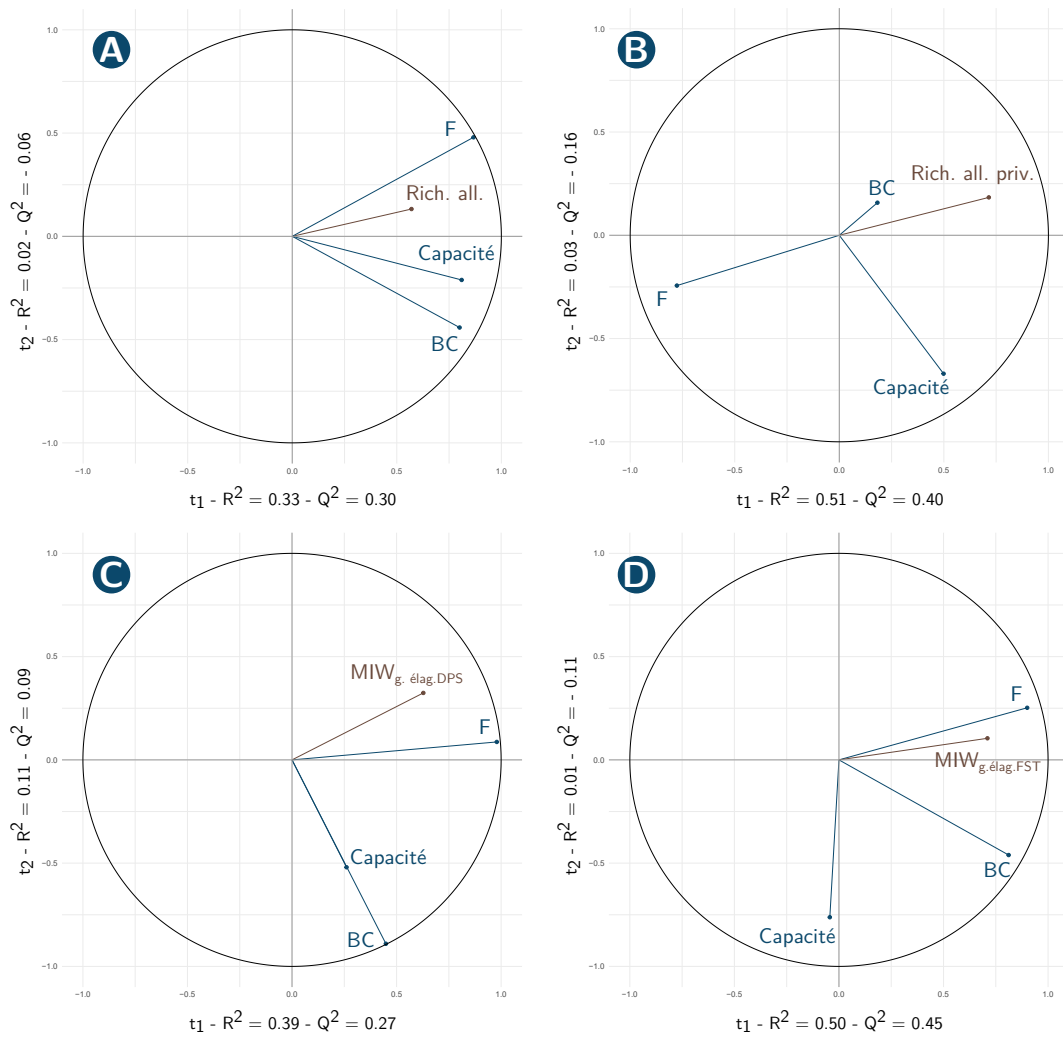 A
1.0
0.5
0.0
−0.5
−1.0
F
Rich. all.
Capacité
BC
−1.0
−0.5
0.0
0.5
1.0
t2 - R2 = 0.02 - Q2 = - 0.06
t1 - R2 = 0.33 - Q2 = 0.30
B
1.0
0.5
0.0
−0.5
−1.0
BC
Rich. all. priv.
F
Capacité
−1.0
−0.5
0.0
0.5
1.0
t2 - R2 = 0.03 - Q2 = - 0.16
t1 - R2 = 0.51 - Q2 = 0.40
C
1.0
0.5
0.0
−0.5
−1.0
MIWg. élag.DPS
F
Capacité
BC
−1.0
−0.5
0.0
0.5
1.0
t2 - R2 = 0.11 - Q2 = 0.09
t1 - R2 = 0.39 - Q2 = 0.27
D
1.0
0.5
0.0
−0.5
−1.0
F
MIWg.élag.FST
BC
Capacité
−1.0
−0.5
0.0
0.5
1.0
t2 - R2 = 0.01 - Q2 = - 0.11
t1 - R2 = 0.50 - Q2 = 0.45